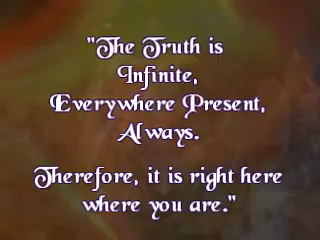 "The Truth is
Infinite,
Everywhere Present,
Always.
Therefore, it is right here
where you are."